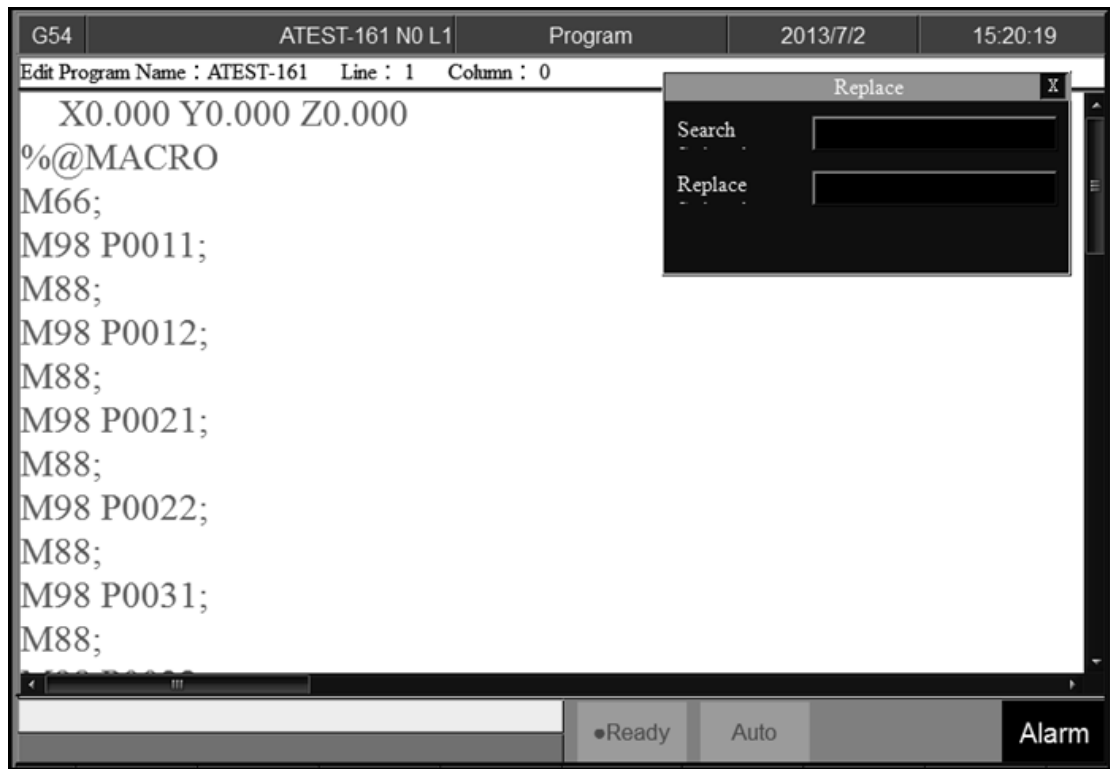 G54 ATEST-161 N0 L1 Program 2013/7/2 15:20:19
Edit Program Name：ATEST-161 Line：1 Column：0
Replace X
Search
Replace
X0.000 Y0.000 Z0.000
%@MACRO
M66;
M98 P0011;
M88;
M98 P0012;
M88;
M98 P0021;
M88;
M98 P0022;
M88;
M98 P0031;
M88;
●Ready Auto Alarm